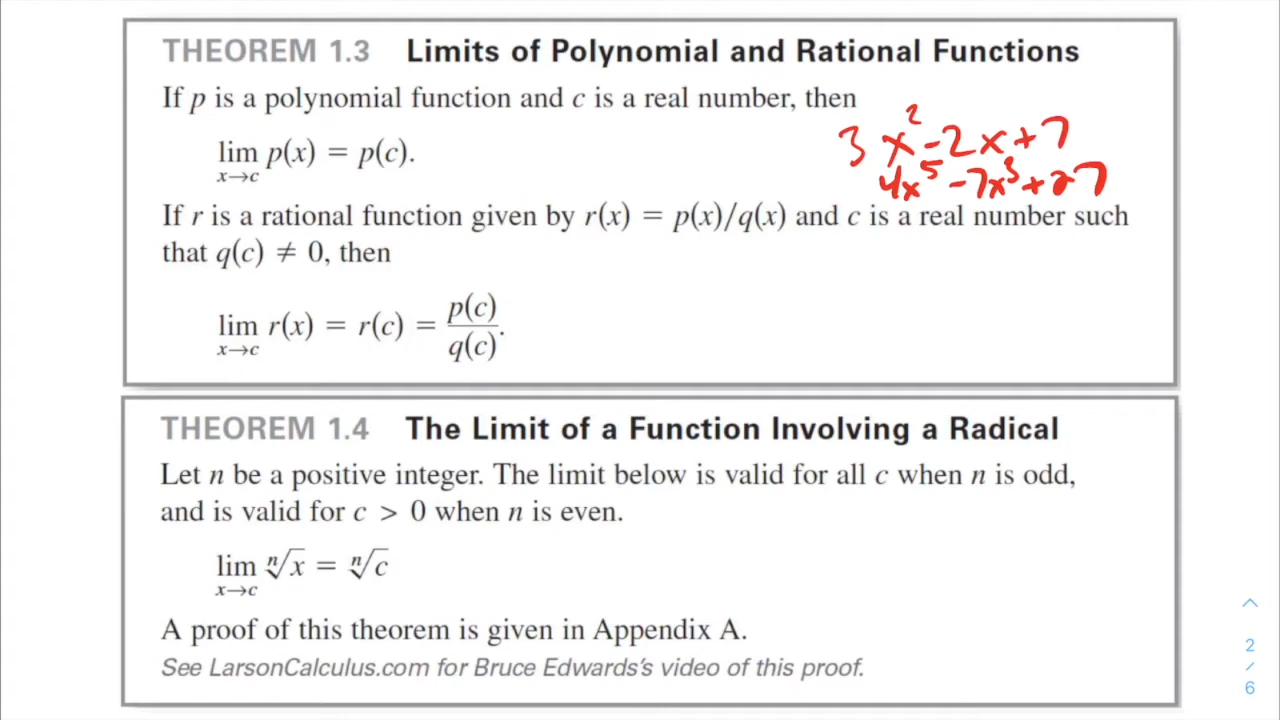 THEOREM 1.3 Limits of Polynomial and Rational Functions
If p is a polynomial function and c is a real number, then
3x² - 2x + 7
lim p(x) = p(c).
x→c
4x⁵ - 7x³ + 27
If r is a rational function given by r(x) = p(x)/q(x) and c is a real number such
that q(c) ≠ 0, then
lim r(x) = r(c) = p(c)/q(c).
x→c
THEOREM 1.4 The Limit of a Function Involving a Radical
Let n be a positive integer. The limit below is valid for all c when n is odd,
and is valid for c > 0 when n is even.
lim ⁿ√x = ⁿ√c
x→c
A proof of this theorem is given in Appendix A.
See LarsonCalculus.com for Bruce Edwards's video of this proof.
2
/
6